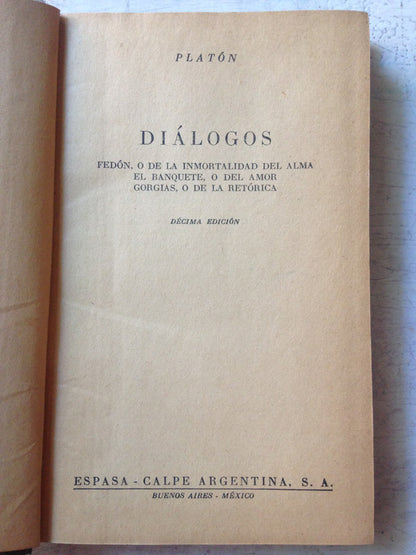 PLATÓN
DIÁLOGOS
FEDÓN, O DE LA INMORTALIDAD DEL ALMA
EL BANQUETE, O DEL AMOR
GORGIAS, O DE LA RETÓRICA
DÉCIMA EDICIÓN
ESPASA - CALPE ARGENTINA, S. A.
BUENOS AIRES - MÉXICO